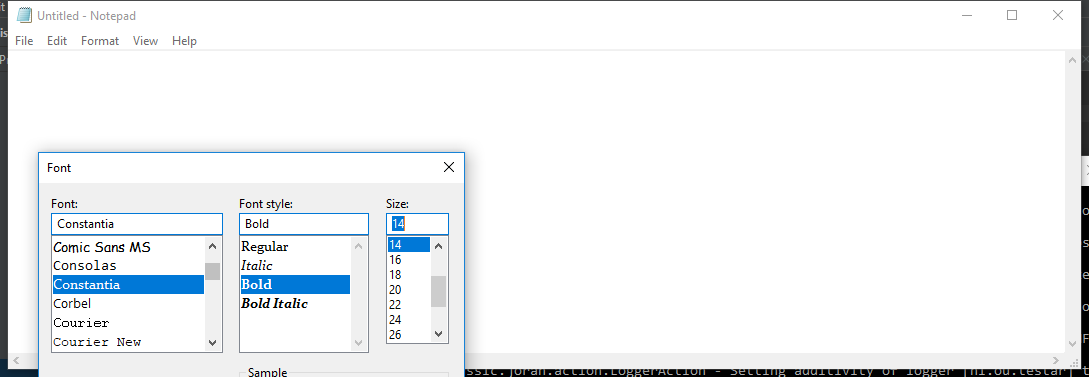 Untitled - Notepad
File Edit Format View Help
Font
Font: Font style: Size:
Constantia Bold 14
Comic Sans MS Regular 14
Consolas Italic 16
Constantia Bold 18
Corbel Bold Italic 20
Courier 22
Courier New 24
26
Sample
ssic.joran.action.LoggerAction - Setting additivity of logger [nl.ou.testar]